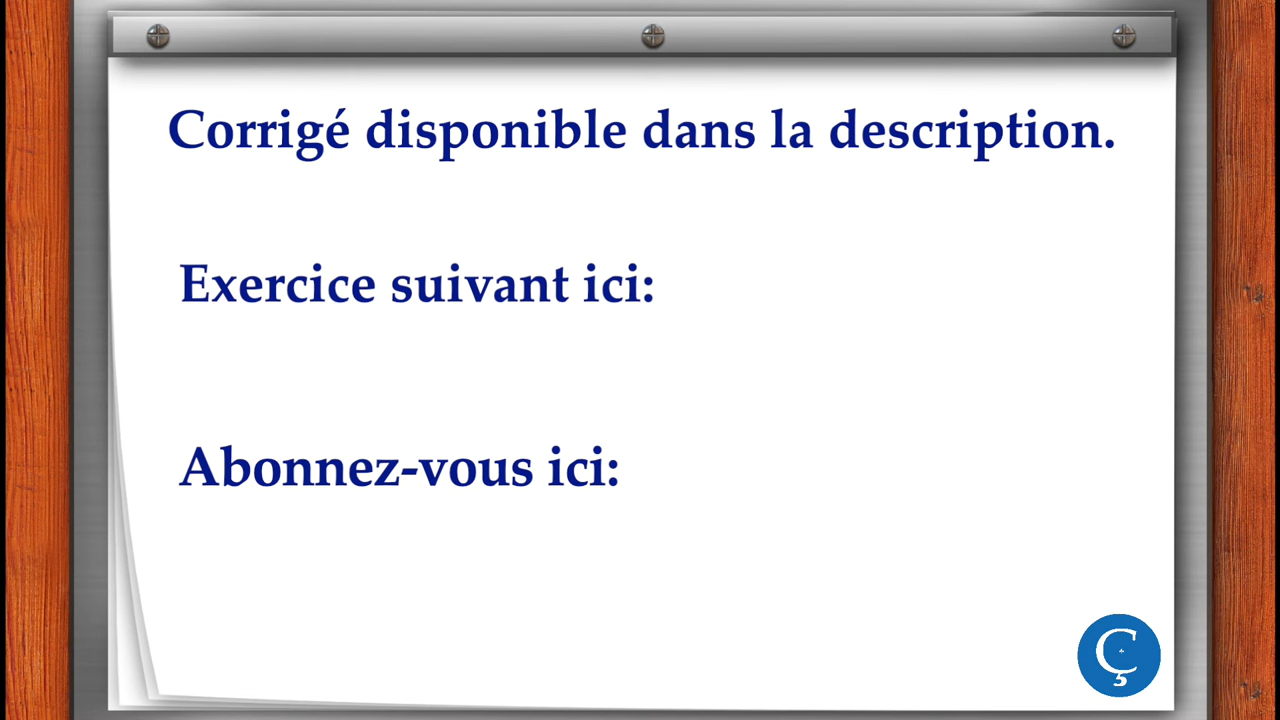 Corrigé disponible dans la description.
Exercice suivant ici:
Abonnez-vous ici:
Ç